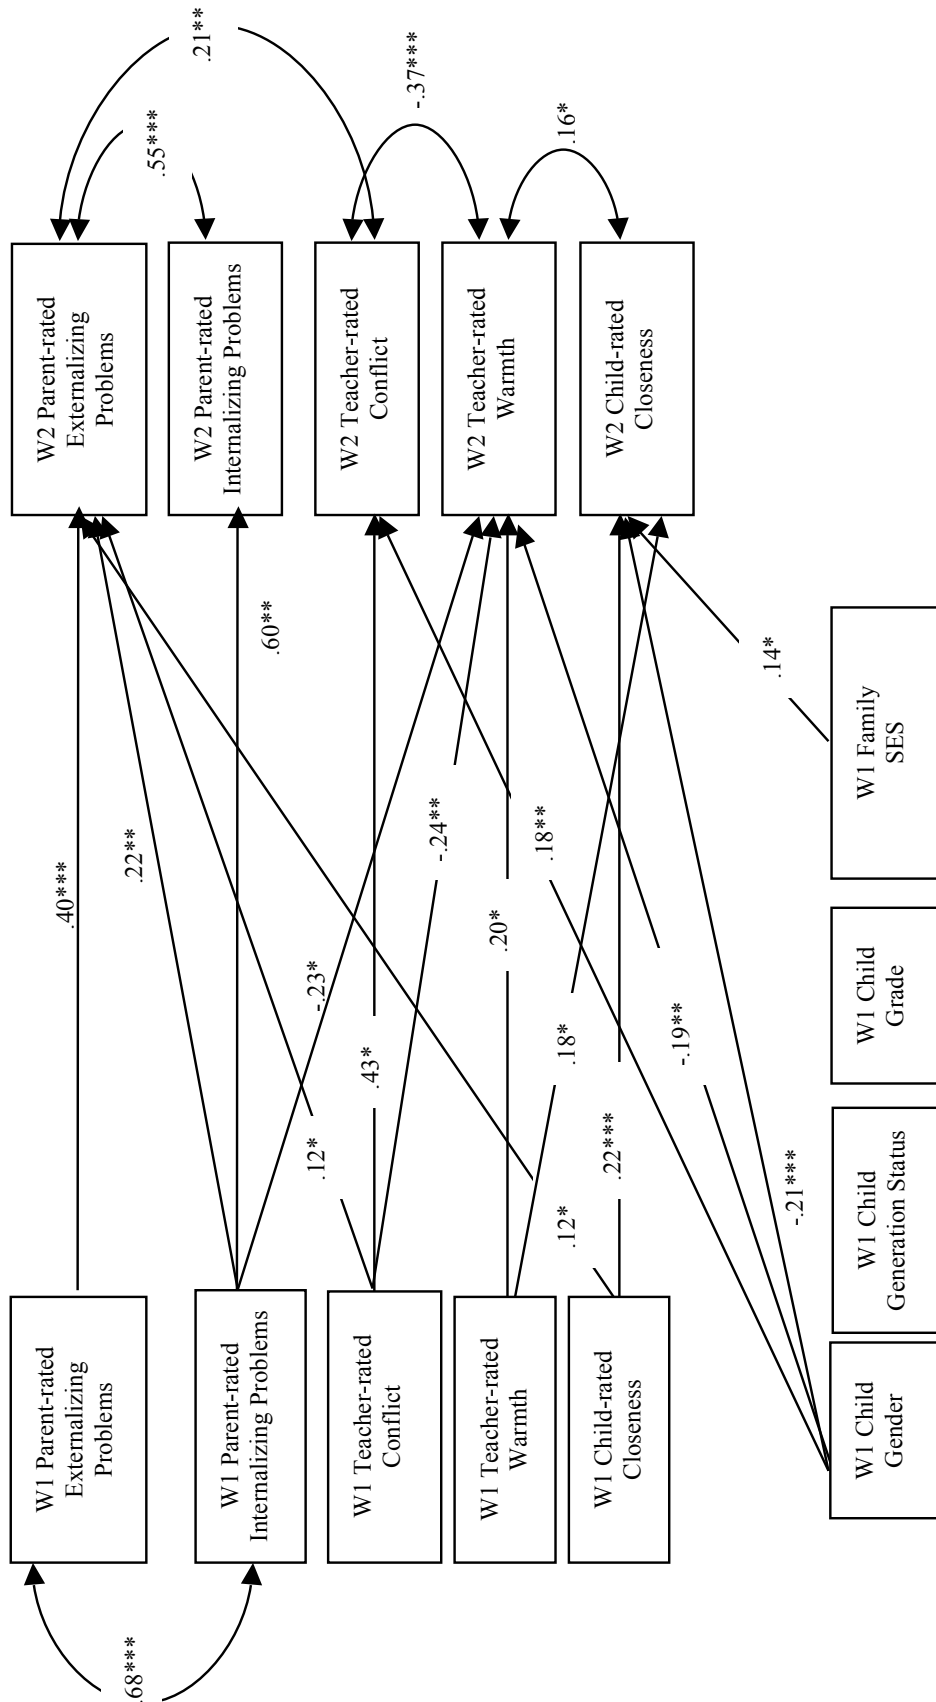 W1 Parent-rated
Externalizing
Problems
W1 Parent-rated
Internalizing Problems
W1 Teacher-rated
Conflict
W1 Teacher-rated
Warmth
W1 Child-rated
Closeness
W1 Child
Gender
W1 Child
Generation Status
W1 Child
Grade
W1 Family
SES
W2 Parent-rated
Externalizing
Problems
W2 Parent-rated
Internalizing Problems
W2 Teacher-rated
Conflict
W2 Teacher-rated
Warmth
W2 Child-rated
Closeness
.68***
.40***
.22**
.60**
-.23*
.12*
.43*
-.24**
.20*
.18*
.12*
.22***
.18**
-.19**
-.21***
.14*
.21**
.55***
-.37***
.16*